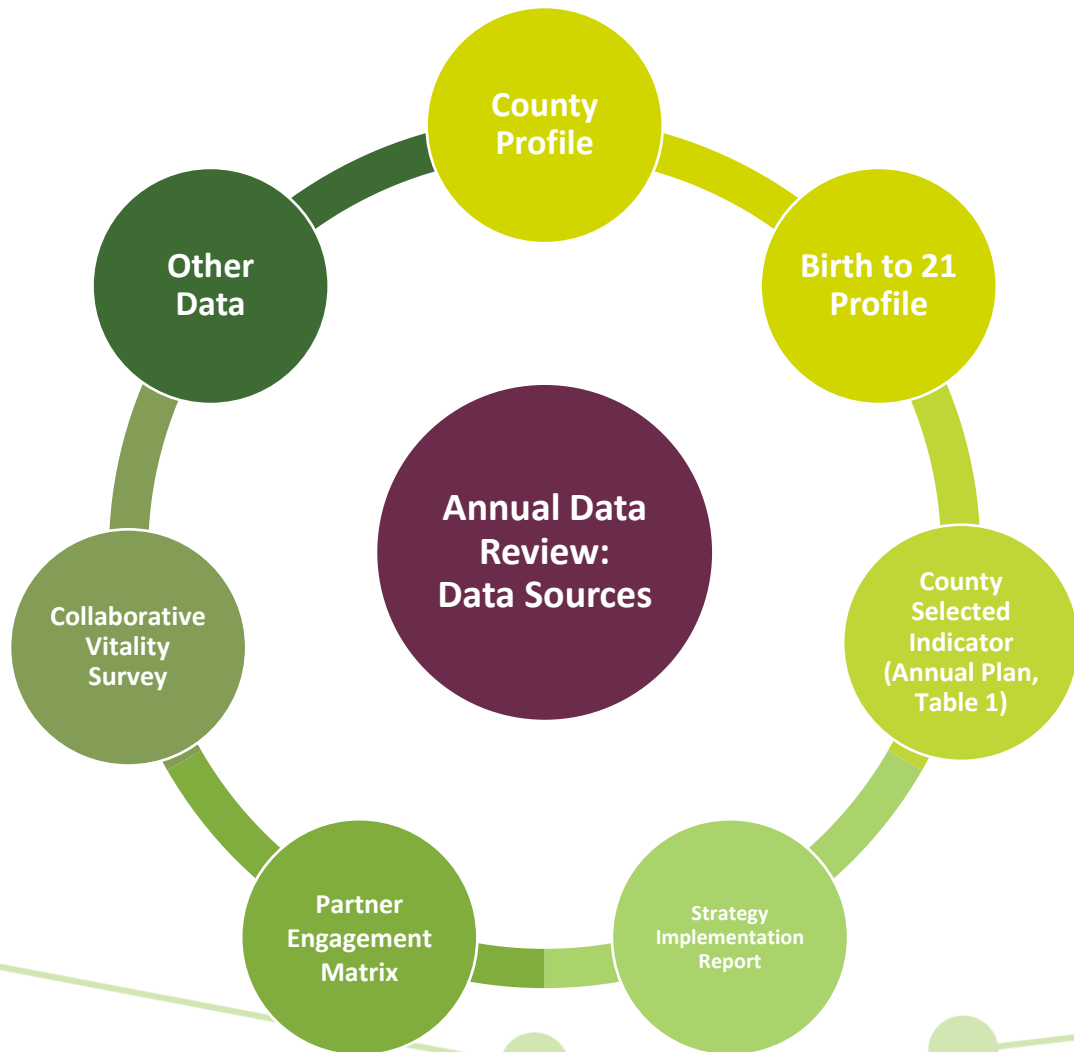 County
Profile
Birth to 21
Profile
County
Selected
Indicator
(Annual Plan,
Table 1)
Strategy
Implementation
Report
Partner
Engagement
Matrix
Collaborative
Vitality
Survey
Other
Data
Annual Data
Review:
Data Sources